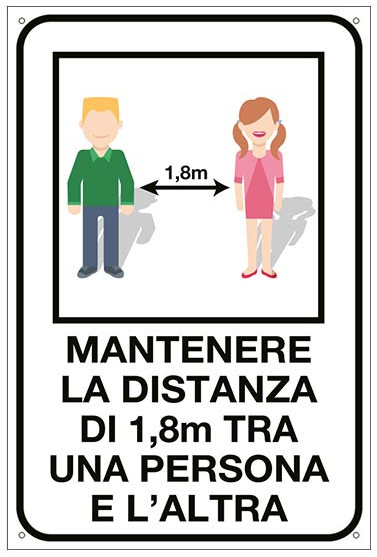 1,8m
MANTENERE
LA DISTANZA
DI 1,8m TRA
UNA PERSONA
E L'ALTRA